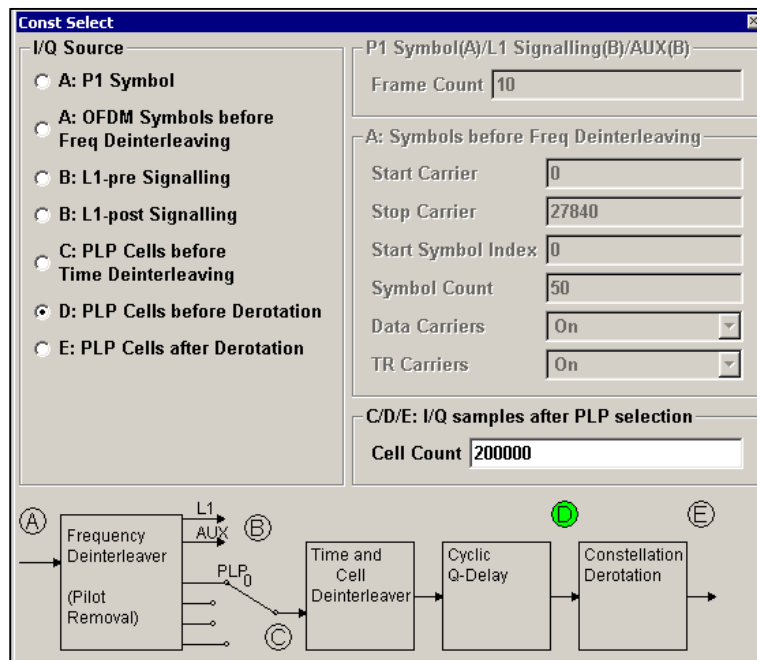 Const Select
I/Q Source
A: P1 Symbol
A: OFDM Symbols before
Freq Deinterleaving
B: L1-pre Signalling
B: L1-post Signalling
C: PLP Cells before
Time Deinterleaving
D: PLP Cells before Derotation
E: PLP Cells after Derotation
P1 Symbol(A)/L1 Signalling(B)/AUX(B)
Frame Count 10
A: Symbols before Freq Deinterleaving
Start Carrier 0
Stop Carrier 27840
Start Symbol Index 0
Symbol Count 50
Data Carriers On
TR Carriers On
C/D/E: I/Q samples after PLP selection
Cell Count 200000
A
Frequency
Deinterleaver
(Pilot
Removal)
L1
AUX
B
PLP0
C
Time and
Cell
Deinterleaver
Cyclic
Q-Delay
D
Constellation
Derotation
E